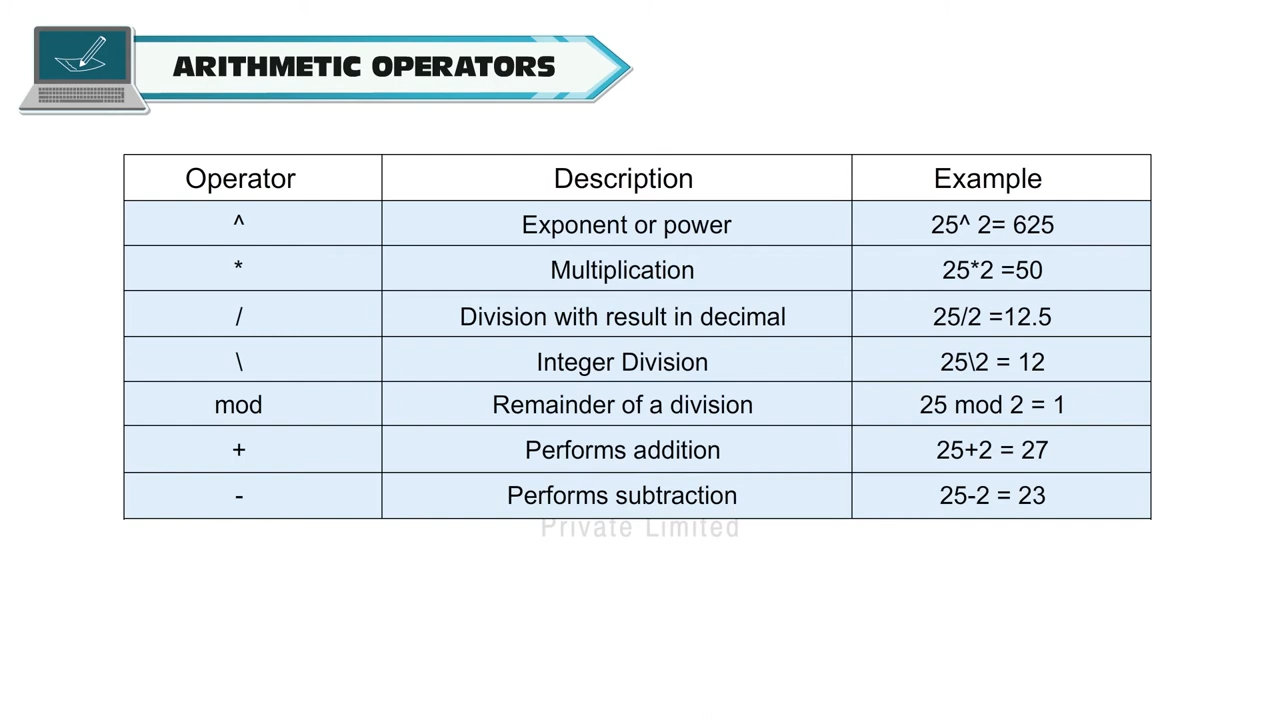 ARITHMETIC OPERATORS
Operator Description Example
^ Exponent or power 25^ 2= 625
* Multiplication 25*2 =50
/ Division with result in decimal 25/2 =12.5
\ Integer Division 25\2 = 12
mod Remainder of a division 25 mod 2 = 1
+ Performs addition 25+2 = 27
- Performs subtraction 25-2 = 23
Private Limited